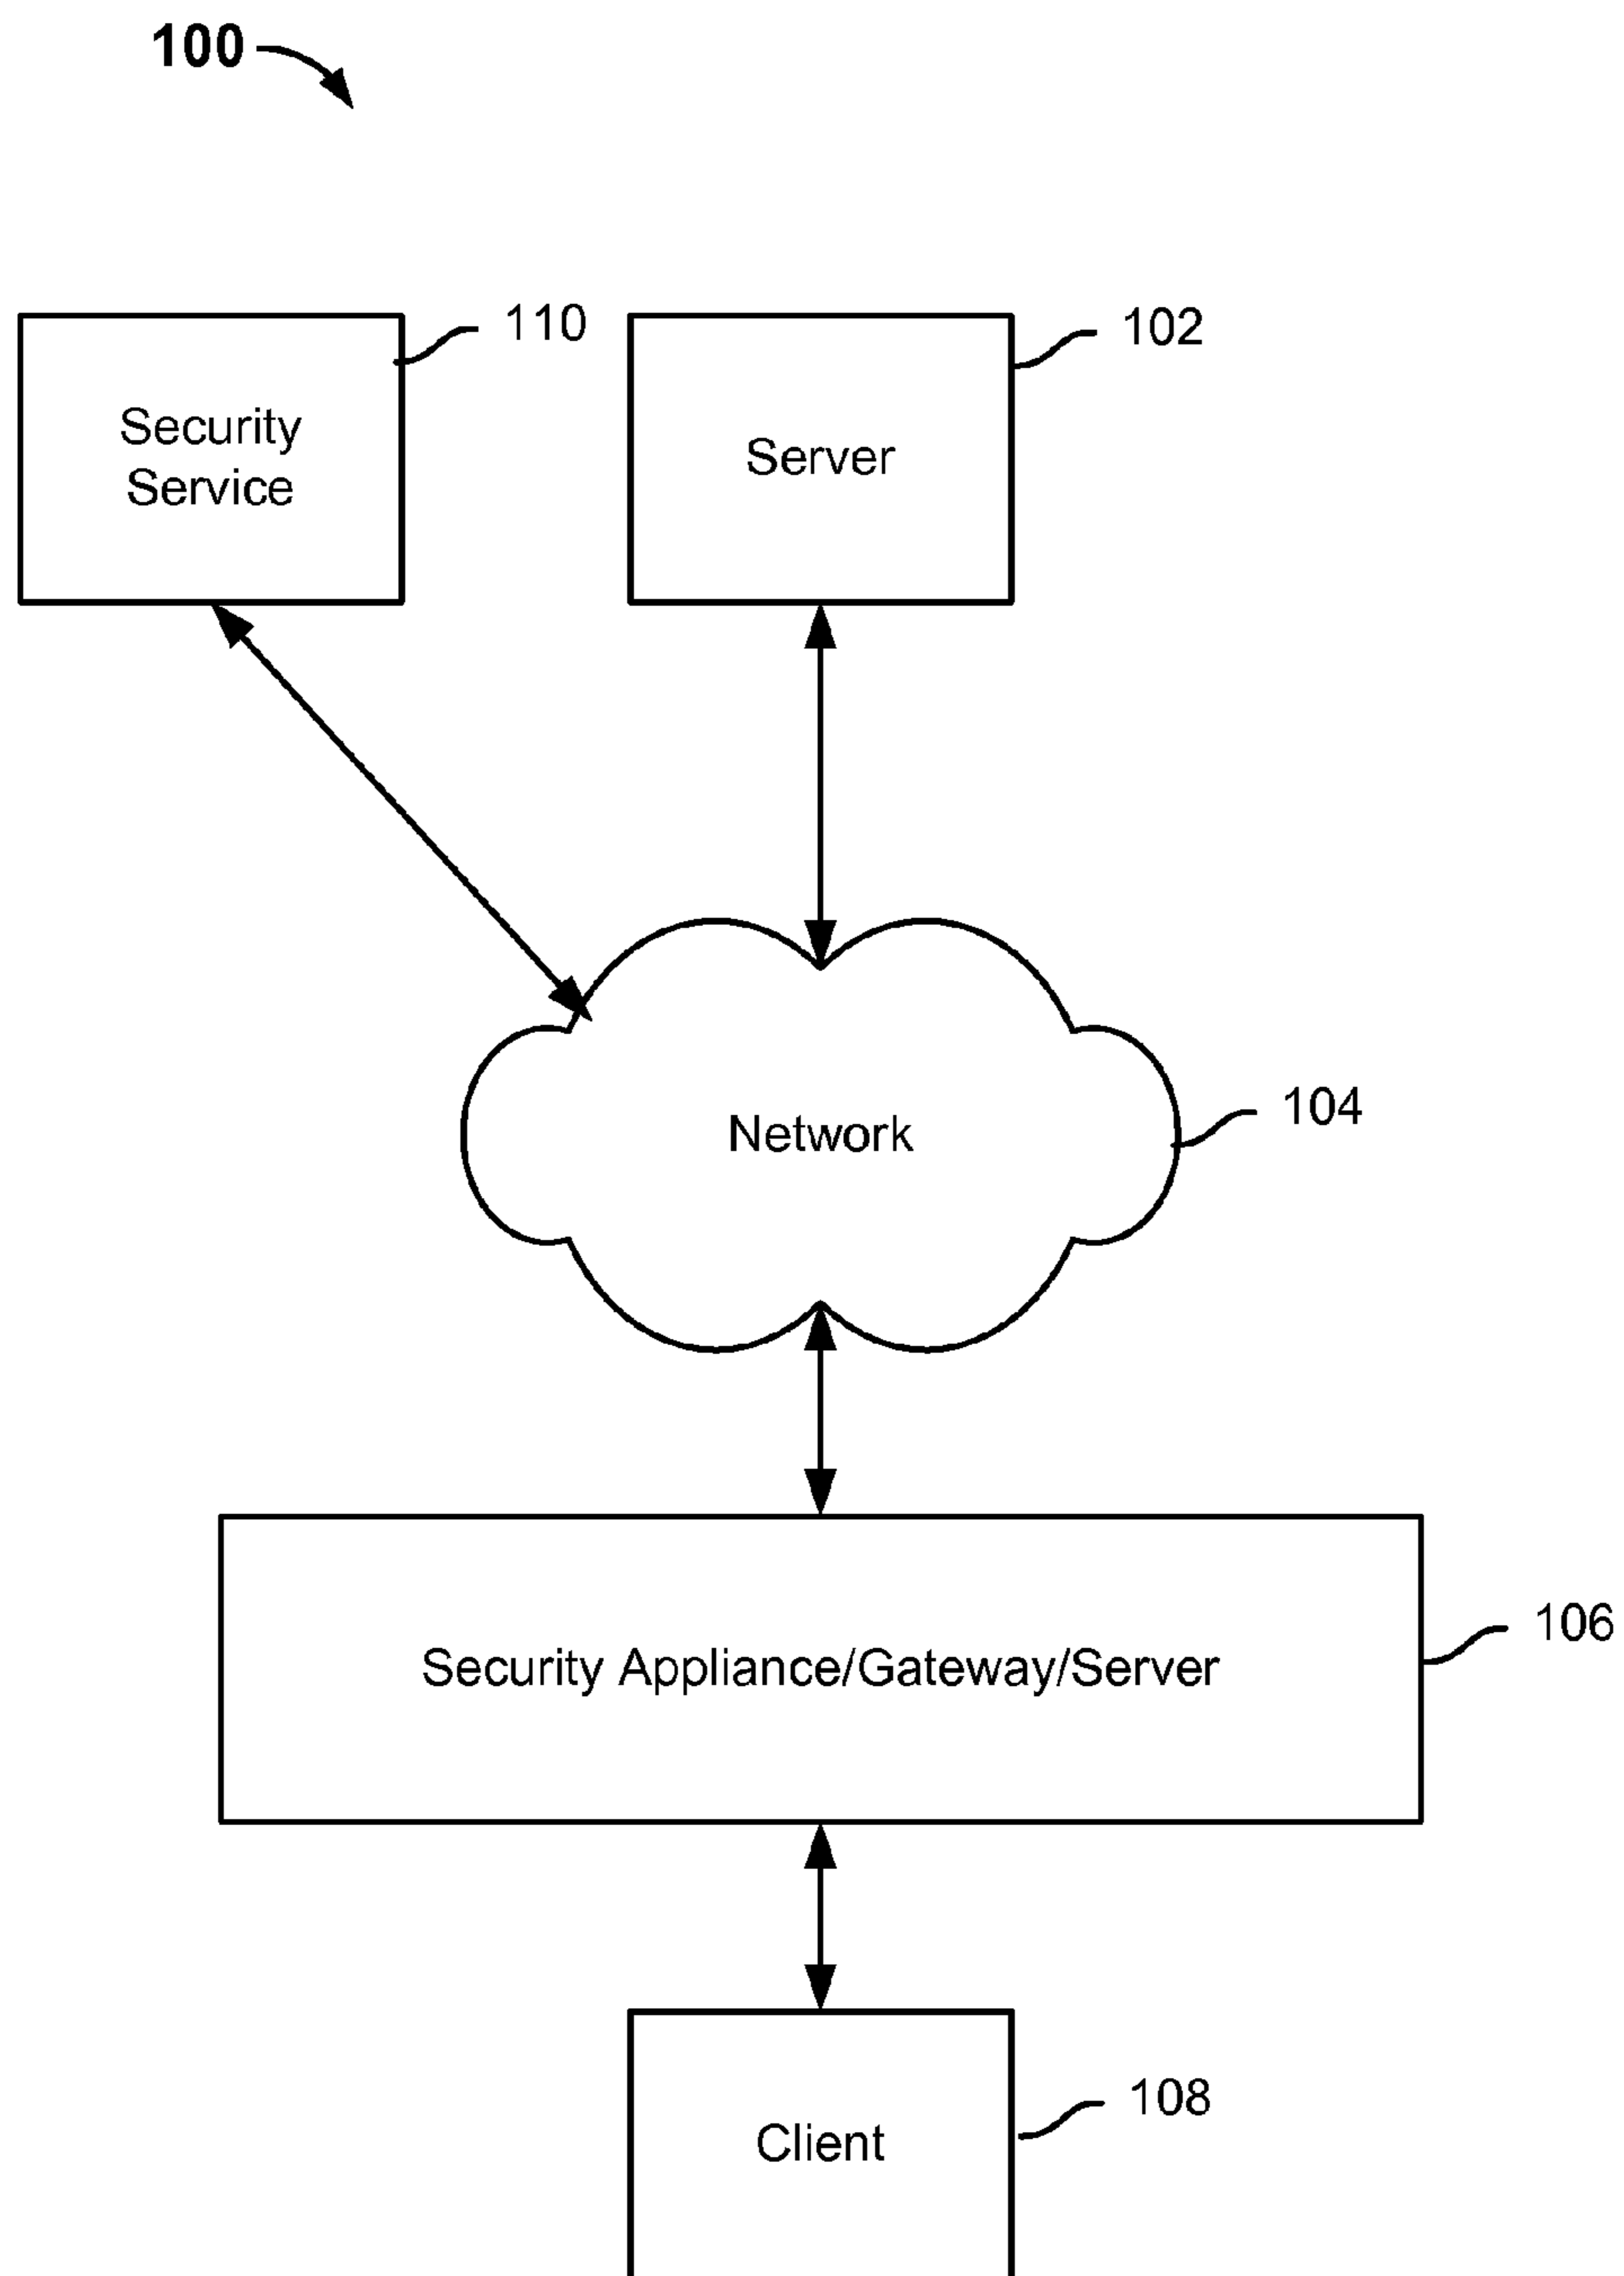 100
110
102
Security
Service
Server
104
Network
106
Security Appliance/Gateway/Server
108
Client